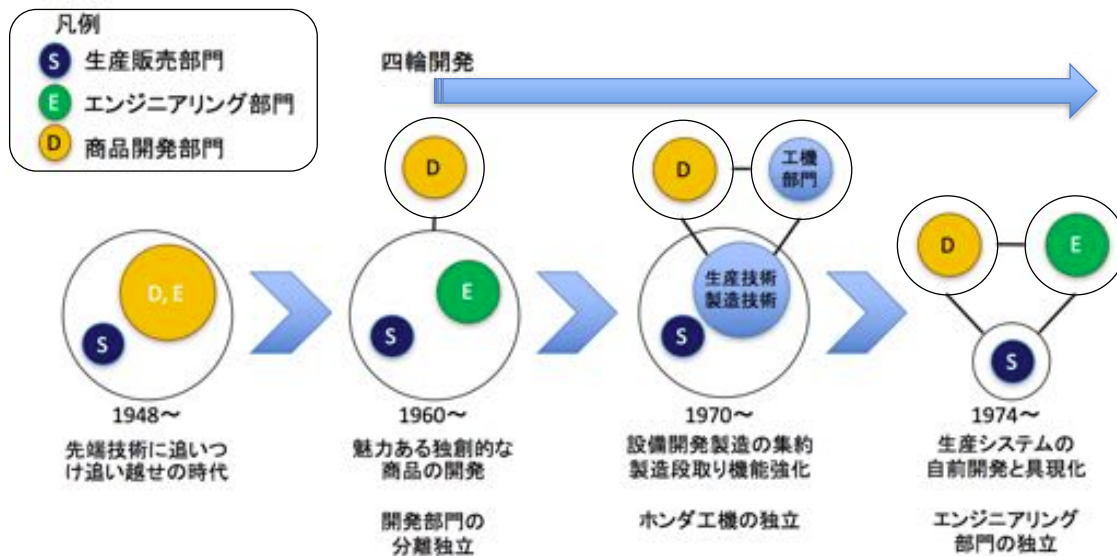 凡例
S 生産販売部門
E エンジニアリング部門
D 商品開発部門
四輪開発
D, E
S
1948～
先端技術に追いつ
け追い越せの時代
D
E
S
1960～
魅力ある独創的な
商品の開発
開発部門の
分離独立
D
工機
部門
生産技術
製造技術
S
1970～
設備開発製造の集約
製造段取り機能強化
ホンダ工機の独立
D
E
S
1974～
生産システムの
自前開発と具現化
エンジニアリング
部門の独立